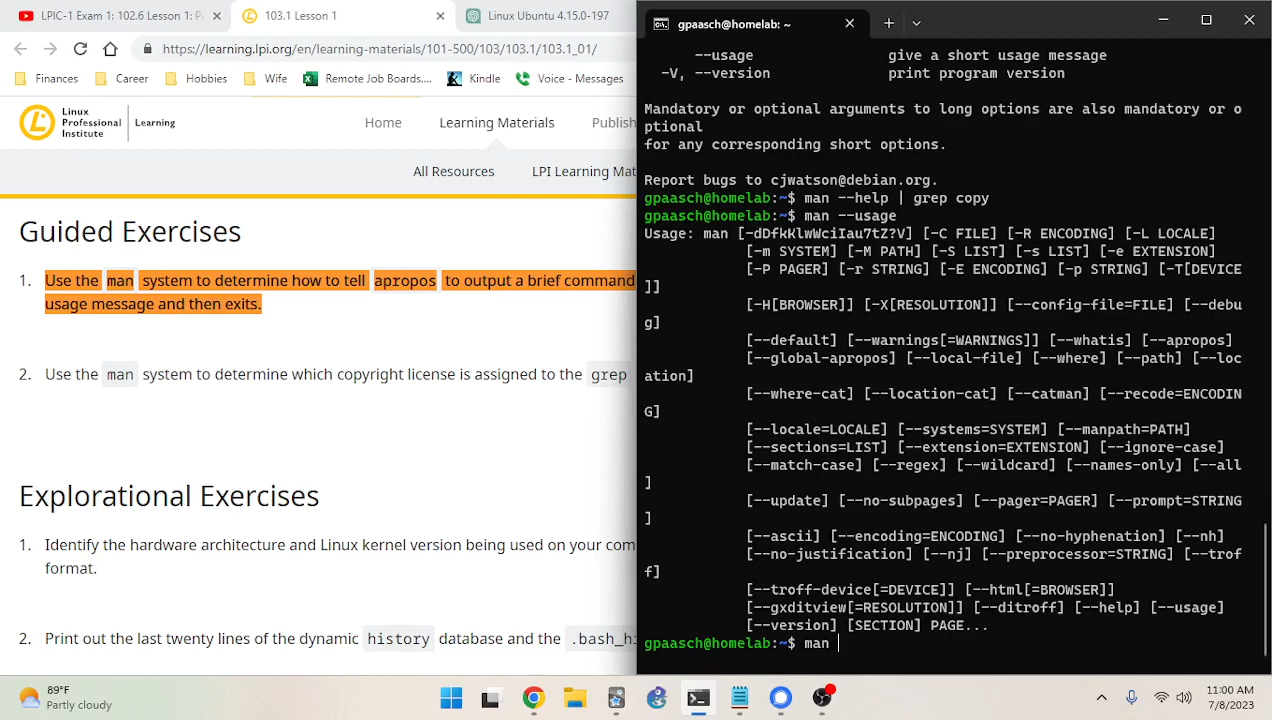 LPIC-1 Exam 1: 102.6 Lesson 1: P
103.1 Lesson 1
Linux Ubuntu 4.15.0-197
https://learning.lpi.org/en/learning-materials/101-500/103/103.1/103.1_01/
Finances
Career
Hobbies
Wife
Remote Job Boards....
Kindle
Voice - Messages
Linux
Professional
Institute
Learning
Home
Learning Materials
Publish
All Resources
LPI Learning Mat
Guided Exercises
1. Use the man system to determine how to tell apropos to output a brief command
usage message and then exits.
2. Use the man system to determine which copyright license is assigned to the grep
Explorational Exercises
1. Identify the hardware architecture and Linux kernel version being used on your com
format.
2. Print out the last twenty lines of the dynamic history database and the .bash_hi
gpaasch@homelab: ~
--usage give a short usage message
-V, --version print program version
Mandatory or optional arguments to long options are also mandatory or o
ptional
for any corresponding short options.
Report bugs to cjwatson@debian.org.
gpaasch@homelab:~$ man --help | grep copy
gpaasch@homelab:~$ man --usage
Usage: man [-dDfkKlwWciIau7tZ?V] [-C FILE] [-R ENCODING] [-L LOCALE]
[-m SYSTEM] [-M PATH] [-S LIST] [-s LIST] [-e EXTENSION]
[-P PAGER] [-r STRING] [-E ENCODING] [-p STRING] [-T[DEVICE
]]
[-H[BROWSER]] [-X[RESOLUTION]] [--config-file=FILE] [--debu
g]
[--default] [--warnings[=WARNINGS]] [--whatis] [--apropos]
[--global-apropos] [--local-file] [--where] [--path] [--loc
ation]
[--where-cat] [--location-cat] [--catman] [--recode=ENCODIN
G]
[--locale=LOCALE] [--systems=SYSTEM] [--manpath=PATH]
[--sections=LIST] [--extension=EXTENSION] [--ignore-case]
[--match-case] [--regex] [--wildcard] [--names-only] [--all
]
[--update] [--no-subpages] [--pager=PAGER] [--prompt=STRING
]
[--ascii] [--encoding=ENCODING] [--no-hyphenation] [--nh]
[--no-justification] [--nj] [--preprocessor=STRING] [--trof
f]
[--troff-device[=DEVICE]] [--html[=BROWSER]]
[--gxditview[=RESOLUTION]] [--ditroff] [--help] [--usage]
[--version] [SECTION] PAGE...
gpaasch@homelab:~$ man
89°F
Partly cloudy
11:00 AM
7/8/2023